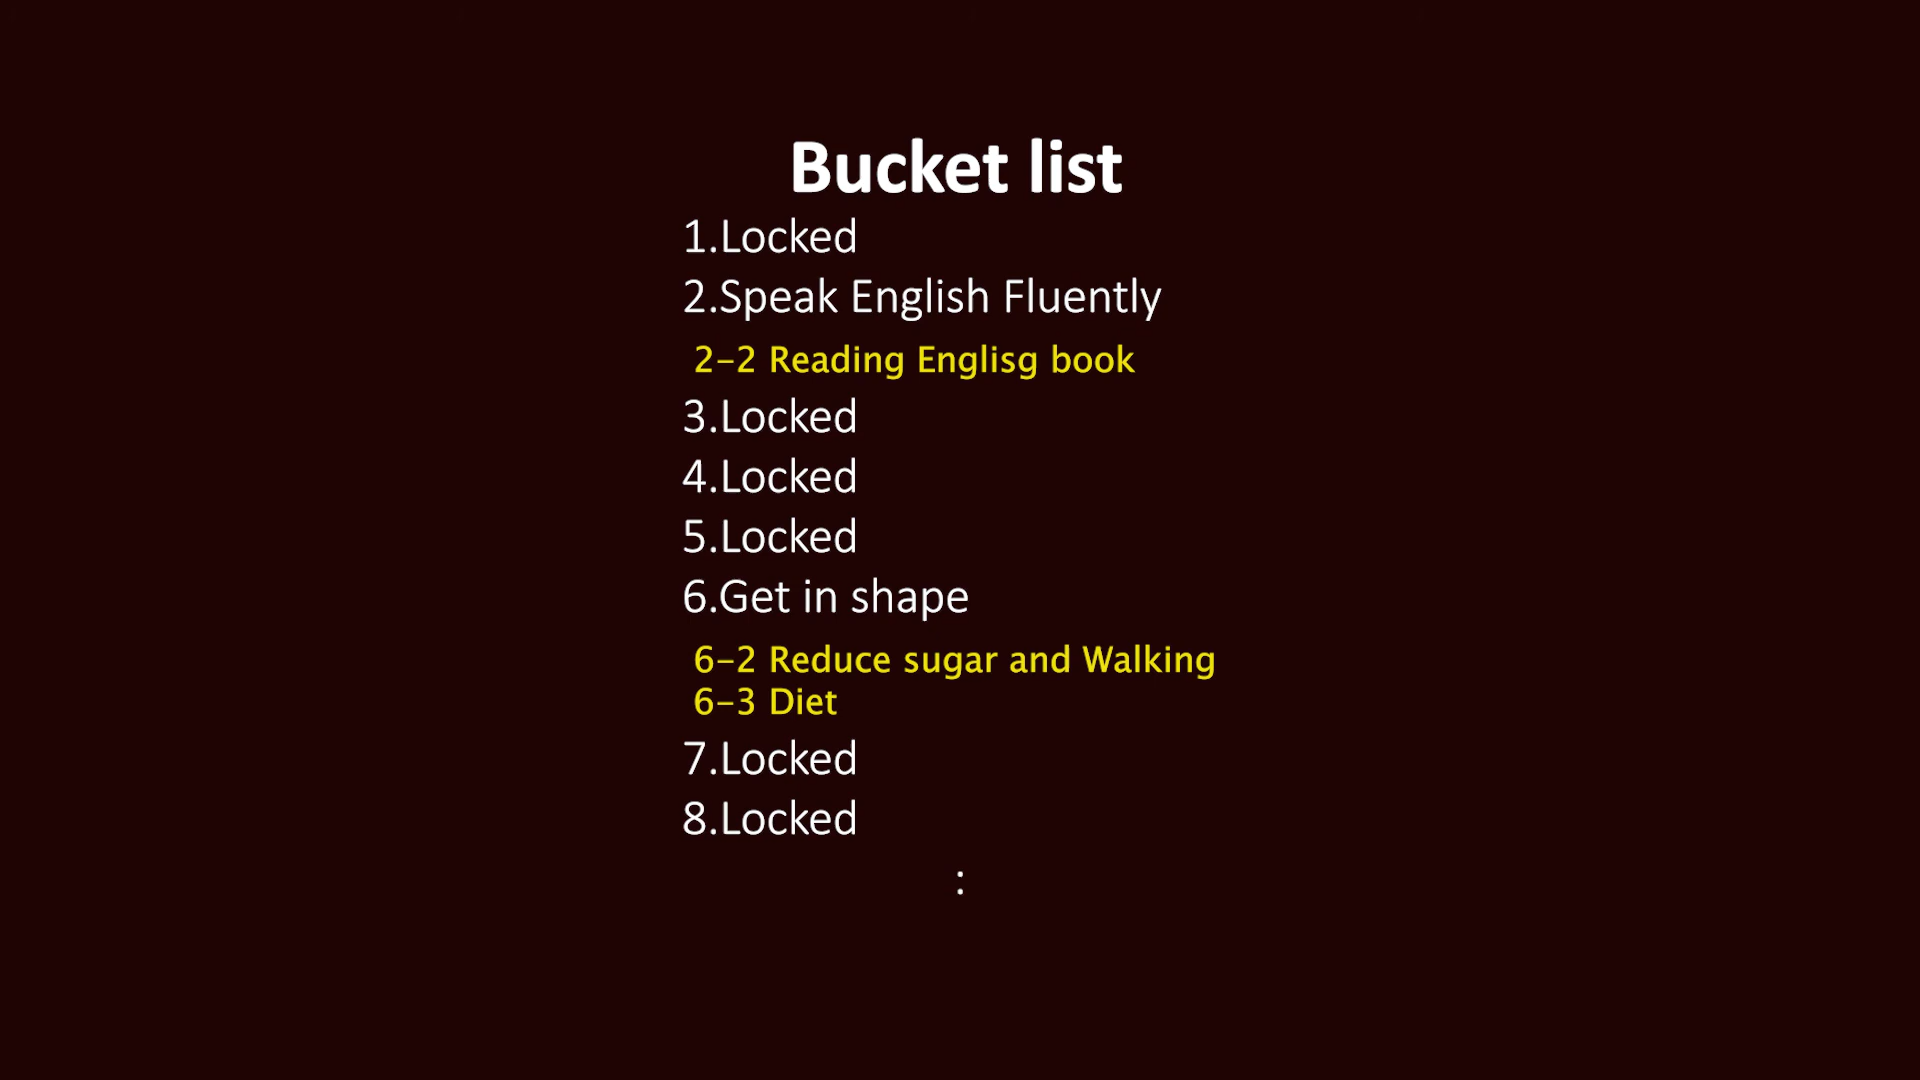 Bucket list
1.Locked
2.Speak English Fluently
2-2 Reading Englisg book
3.Locked
4.Locked
5.Locked
6.Get in shape
6-2 Reduce sugar and Walking
6-3 Diet
7.Locked
8.Locked
: